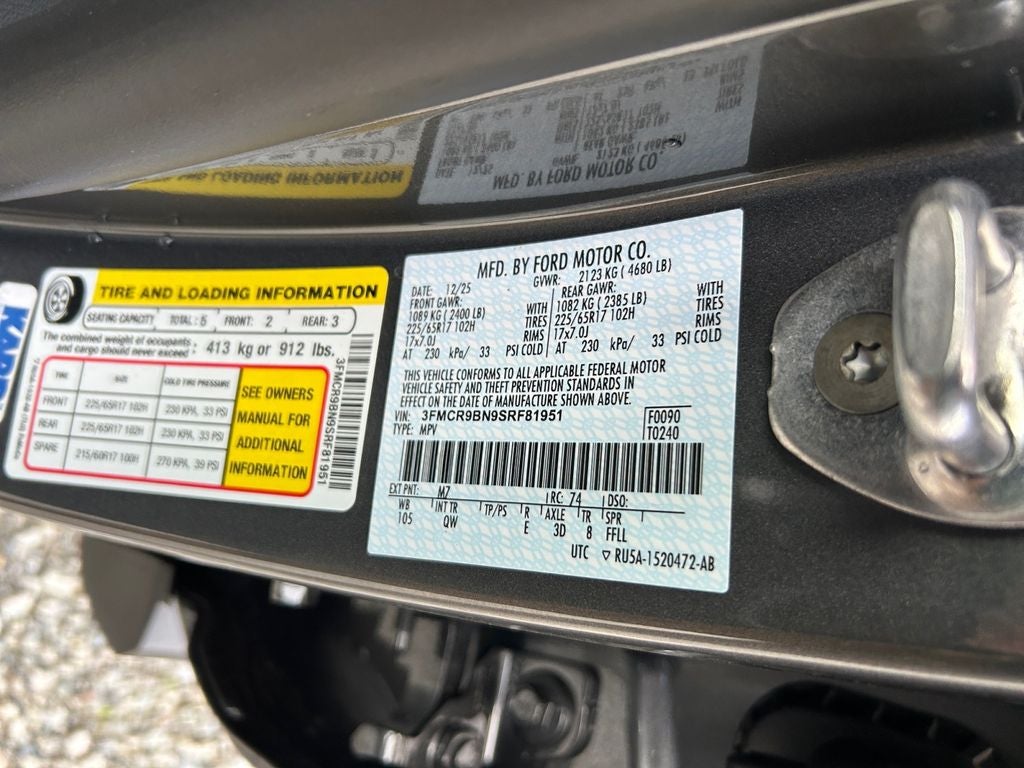 TIRE AND LOADING INFORMATION
SEATING CAPACITY TOTAL: 5 FRONT: 2 REAR: 3
The combined weight of occupants and cargo should never exceed: 413 kg or 912 lbs.
TIRE SIZE COLD TIRE PRESSURE
FRONT 225/65R17 102H 230 KPA, 33 PSI
REAR 225/65R17 102H 230 KPA, 33 PSI
SPARE 215/60R17 100H 270 KPA, 39 PSI
SEE OWNERS
MANUAL FOR
ADDITIONAL
INFORMATION
3FMCR9BN9SRF81951
MFD. BY FORD MOTOR CO.
DATE: 12/25 GVWR: 2123 KG ( 4680 LB)
FRONT GAWR: REAR GAWR:
1089 KG ( 2400 LB) WITH 1082 KG ( 2385 LB) WITH
225/65R17 102H TIRES 225/65R17 102H TIRES
17x7.0J RIMS 17x7.0J RIMS
AT 230 kPa/ 33 PSI COLD AT 230 kPa/ 33 PSI COLD
THIS VEHICLE CONFORMS TO ALL APPLICABLE FEDERAL MOTOR
VEHICLE SAFETY AND THEFT PREVENTION STANDARDS IN
EFFECT ON THE DATE OF MANUFACTURE SHOWN ABOVE.
VIN: 3FMCR9BN9SRF81951 F0090
TYPE: MPV T0240
EXT PNT: M7 RC: 74 DSO:
WB INT TR TP/PS R AXLE TR SPR
105 QW E 3D 8 FFLL
UTC ▽ RU5A-1520472-AB